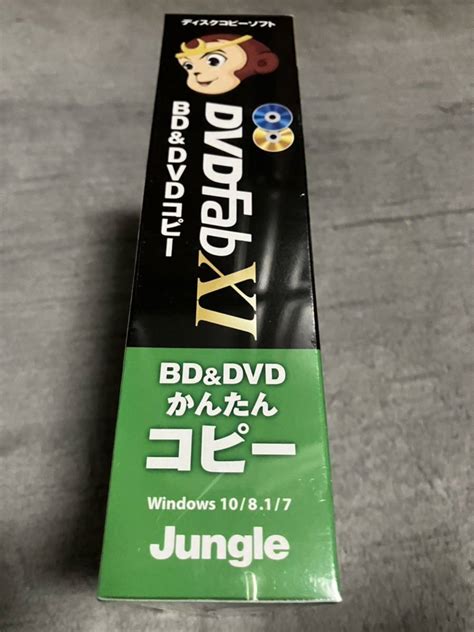 ディスクコピーソフト
DVDFab XI
BD&DVDコピー
BD&DVD
かんたん
コピー
Windows 10/8.1/7
Jungle